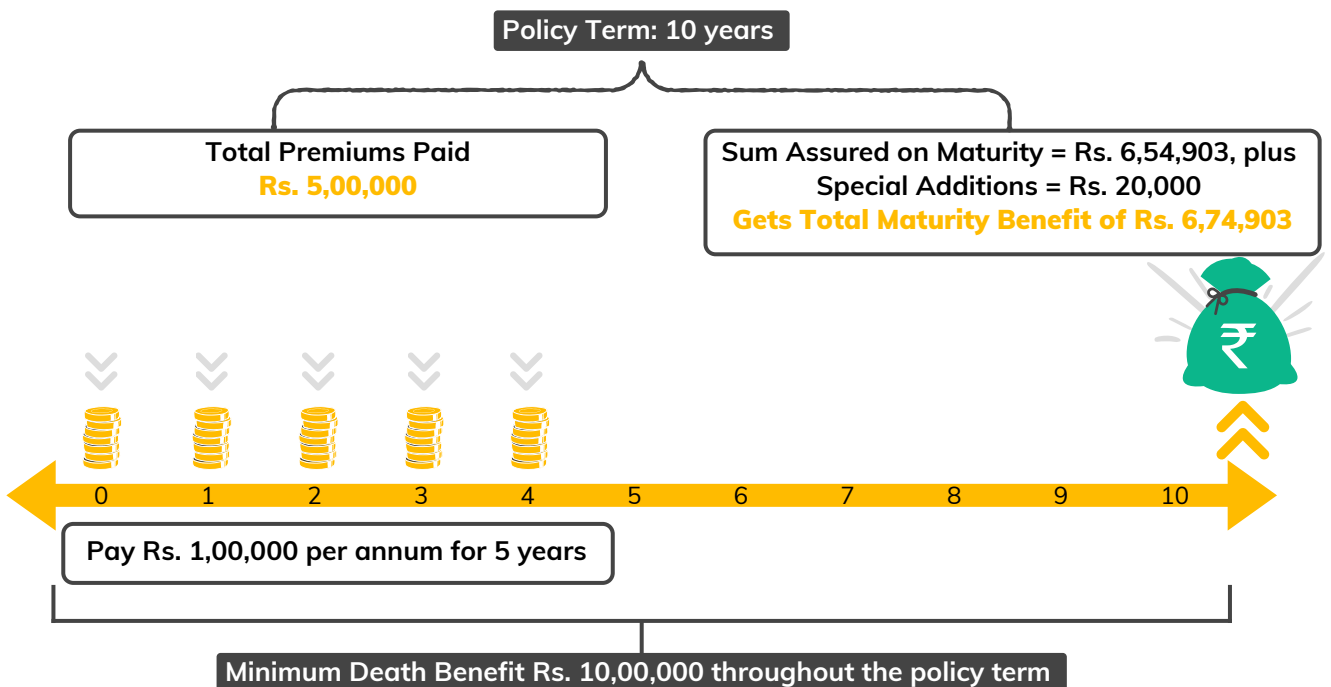 Policy Term: 10 years
Total Premiums Paid
Rs. 5,00,000
Sum Assured on Maturity = Rs. 6,54,903, plus
Special Additions = Rs. 20,000
Gets Total Maturity Benefit of Rs. 6,74,903
₹
0 1 2 3 4 5 6 7 8 9 10
Pay Rs. 1,00,000 per annum for 5 years
Minimum Death Benefit Rs. 10,00,000 throughout the policy term